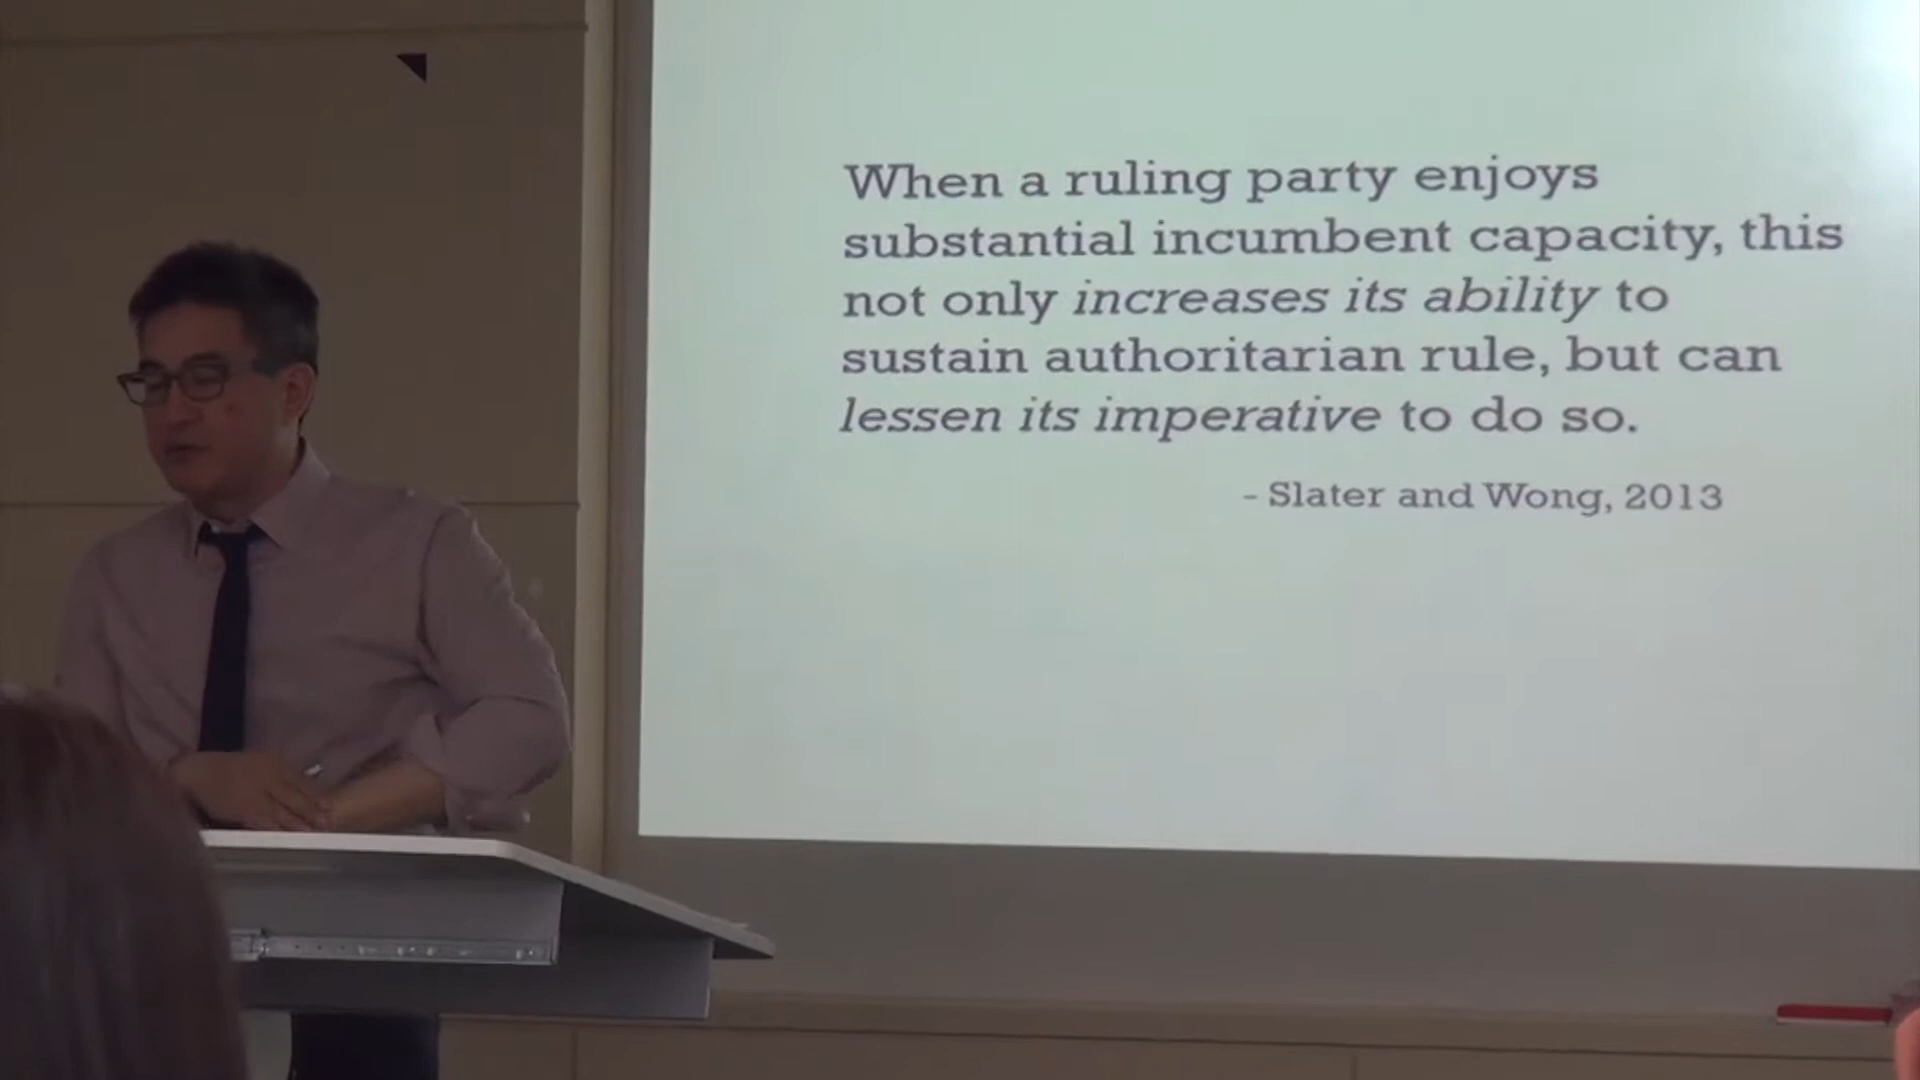 When a ruling party enjoys
substantial incumbent capacity, this
not only increases its ability to
sustain authoritarian rule, but can
lessen its imperative to do so.
- Slater and Wong, 2013